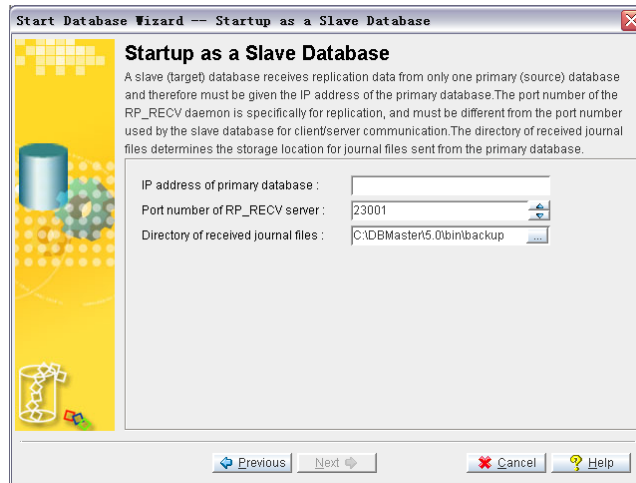 Start Database Wizard -- Startup as a Slave Database
Startup as a Slave Database
A slave (target) database receives replication data from only one primary (source) database
and therefore must be given the IP address of the primary database.The port number of the
RP_RECV daemon is specifically for replication, and must be different from the port number
used by the slave database for client/server communication.The directory of received journal
files determines the storage location for journal files sent from the primary database.
IP address of primary database :
Port number of RP_RECV server : 23001
Directory of received journal files : C:\DBMaster\5.0\bin\backup ...
Previous Next Cancel Help